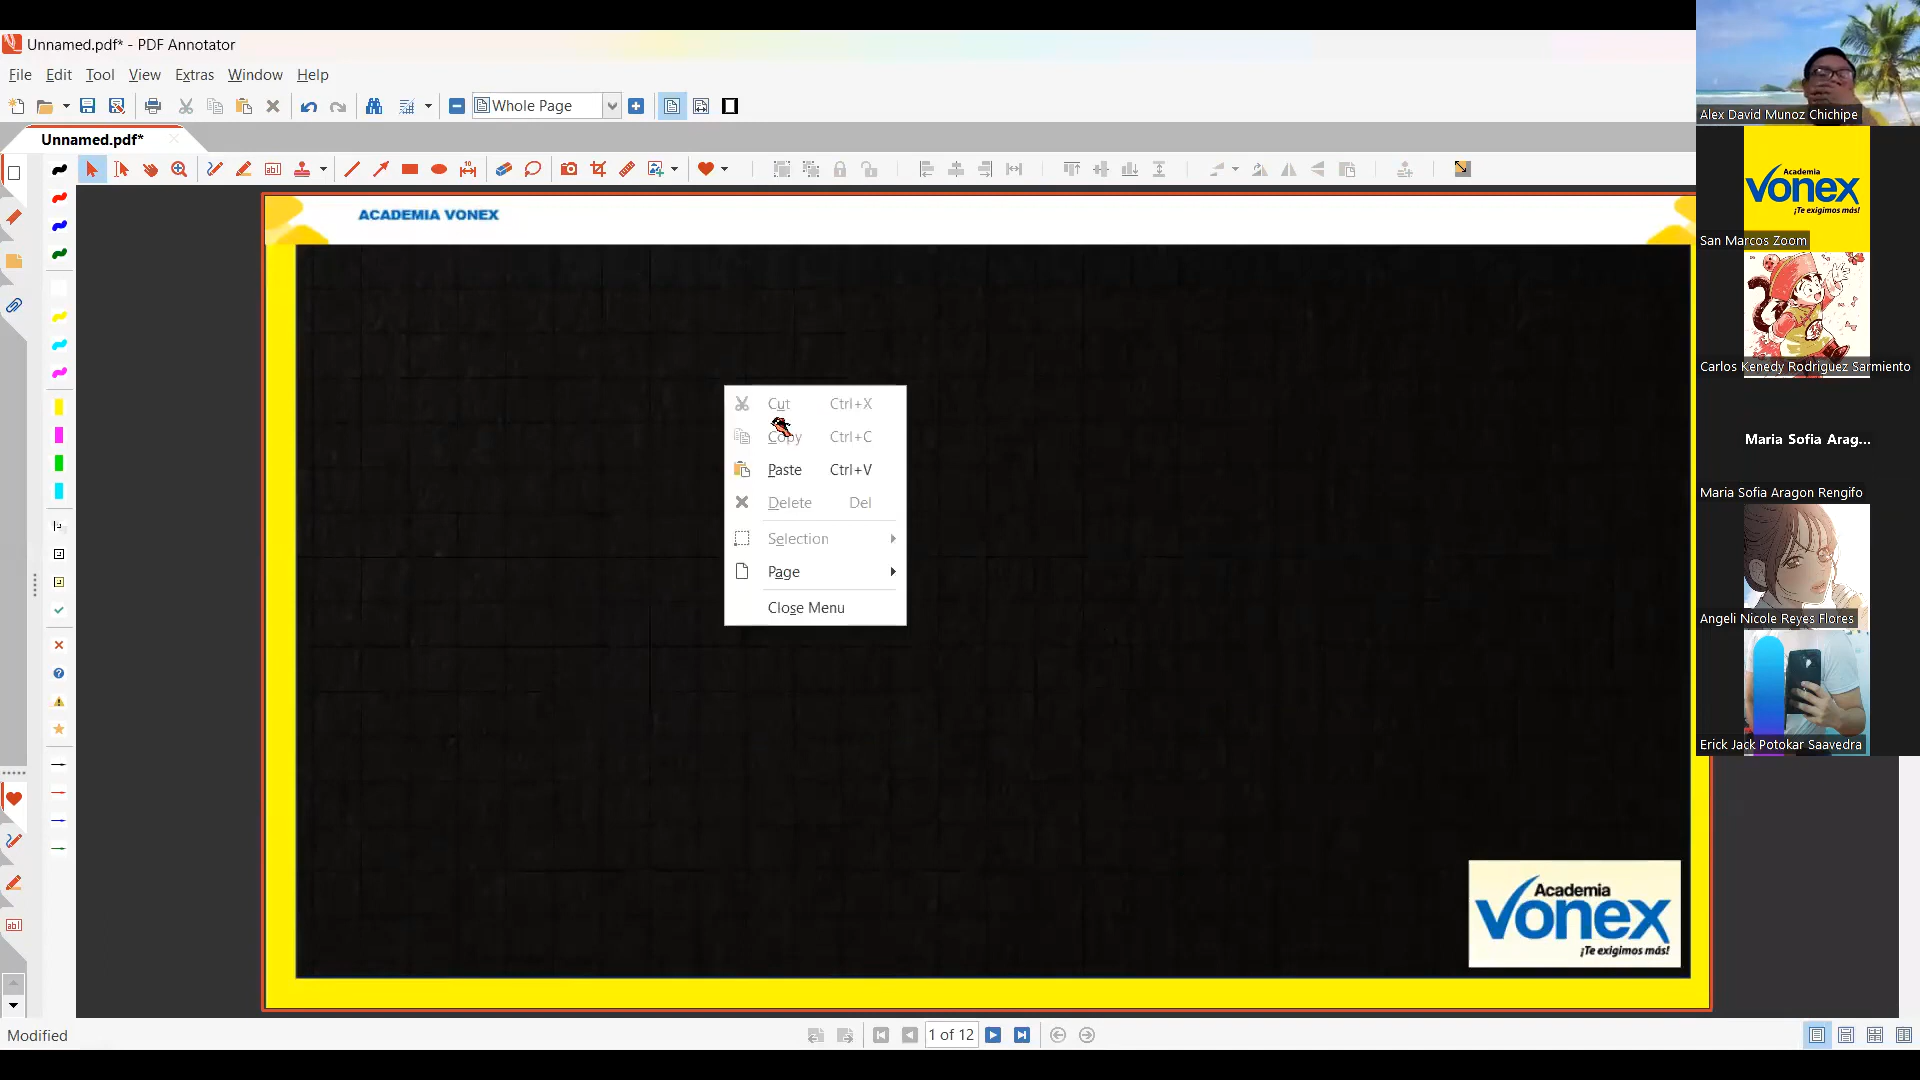 Unnamed.pdf* - PDF Annotator
File Edit Tool View Extras Window Help
Whole Page
Unnamed.pdf*
ACADEMIA VONEX
Cut Ctrl+X
Copy Ctrl+C
Paste Ctrl+V
Delete Del
Selection
Page
Close Menu
Academia
vonex
¡Te exigimos más!
Modified
1 of 12
Alex David Munoz Chichipe
Academia
vonex
¡Te exigimos más!
San Marcos Zoom
Carlos Kenedy Rodriguez Sarmiento
Maria Sofia Arag...
Maria Sofia Aragon Rengifo
Angeli Nicole Reyes Flores
Erick Jack Potokar Saavedra